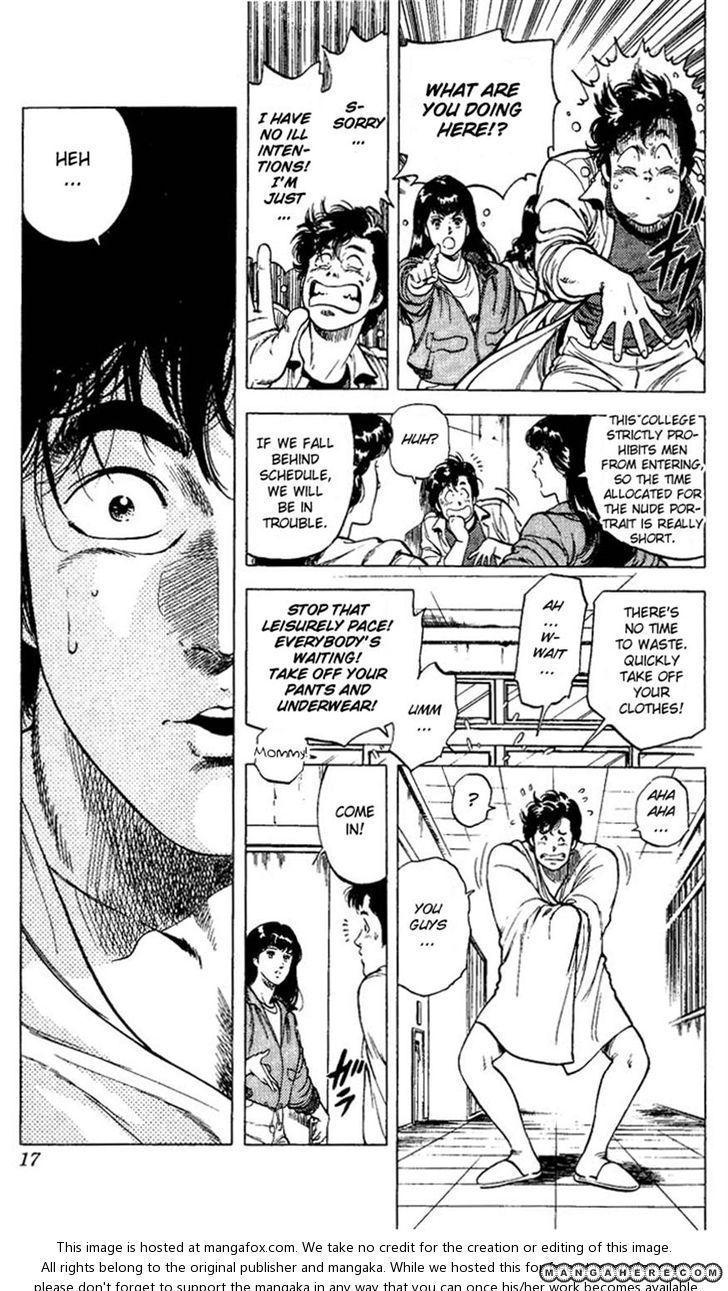 WHAT ARE
YOU DOING
HERE!?
S-
SORRY
...
I HAVE
NO ILL
INTEN-
TIONS!
I'M
JUST
...
THIS COLLEGE
STRICTLY PRO-
HIBITS MEN
FROM ENTERING,
SO THE TIME
ALLOCATED FOR
THE NUDE POR-
TRAIT IS REALLY
SHORT.
HUH?
IF WE FALL
BEHIND
SCHEDULE,
WE WILL
BE IN
TROUBLE.
THERE'S
NO TIME
TO WASTE.
QUICKLY
TAKE OFF
YOUR
CLOTHES!
AH
...
W-
WAIT
...
STOP THAT
LEISURELY PACE!
EVERYBODY'S
WAITING!
TAKE OFF YOUR
PANTS AND
UNDERWEAR!
UMM
...
Mommy!
AHA
AHA
...
?
YOU
GUYS
...
COME
IN!
ガラ
HEH
...
17
This image is hosted at mangafox.com. We take no credit for the creation or editing of this image.
All rights belong to the original publisher and mangaka. While we hosted this for
please don't forget to support the mangaka in any way that you can once his/her work becomes available
MANGAHERE.COM